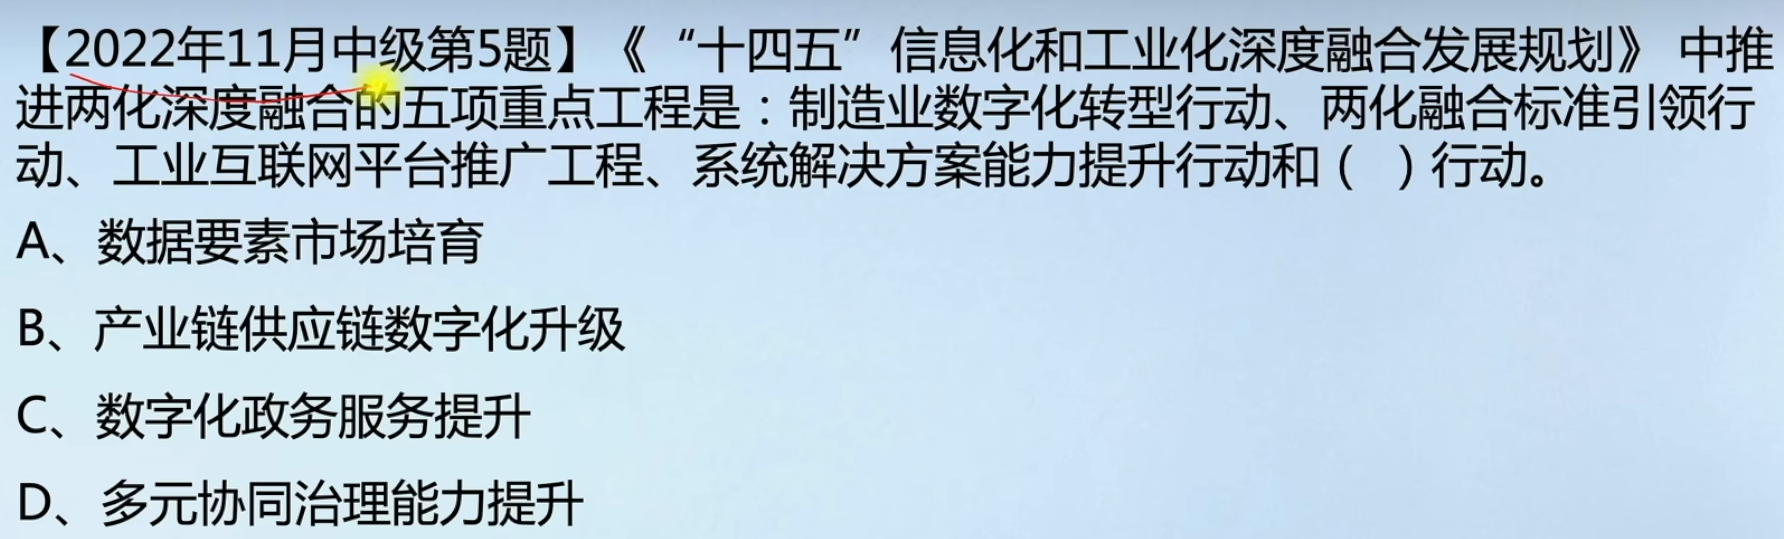 【2022年11月中级第5题】《“十四五”信息化和工业化深度融合发展规划》 中推
进两化深度融合的五项重点工程是：制造业数字化转型行动、两化融合标准引领行
动、工业互联网平台推广工程、系统解决方案能力提升行动和（ ）行动。
A、数据要素市场培育
B、产业链供应链数字化升级
C、数字化政务服务提升
D、多元协同治理能力提升